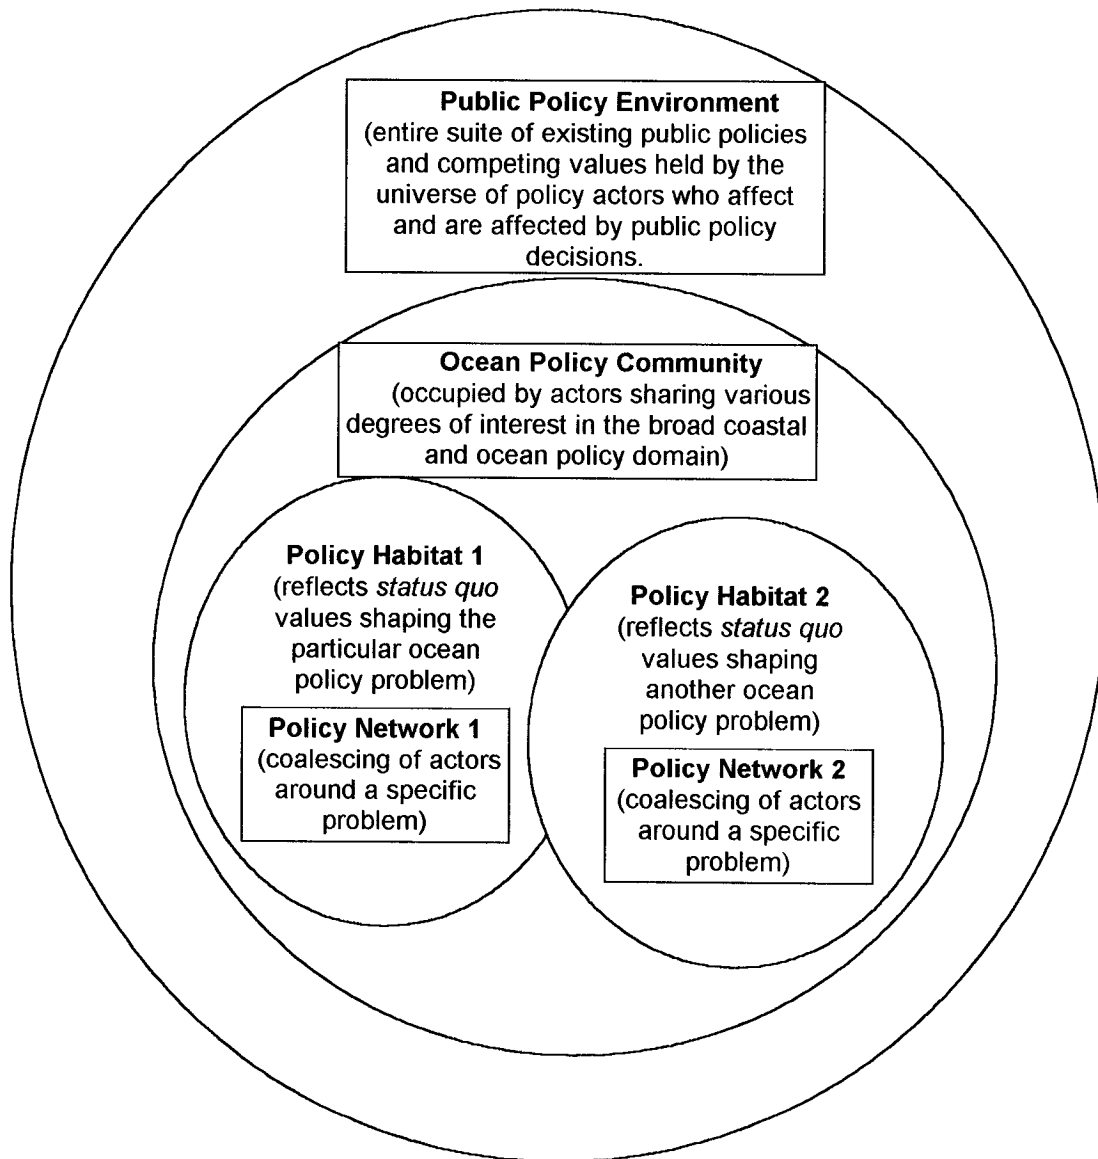 Public Policy Environment
(entire suite of existing public policies
and competing values held by the
universe of policy actors who affect
and are affected by public policy
decisions.
Ocean Policy Community
(occupied by actors sharing various
degrees of interest in the broad coastal
and ocean policy domain)
Policy Habitat 1
(reflects status quo
values shaping the
particular ocean
policy problem)
Policy Network 1
(coalescing of actors
around a specific
problem)
Policy Habitat 2
(reflects status quo
values shaping
another ocean
policy problem)
Policy Network 2
(coalescing of actors
around a specific
problem)